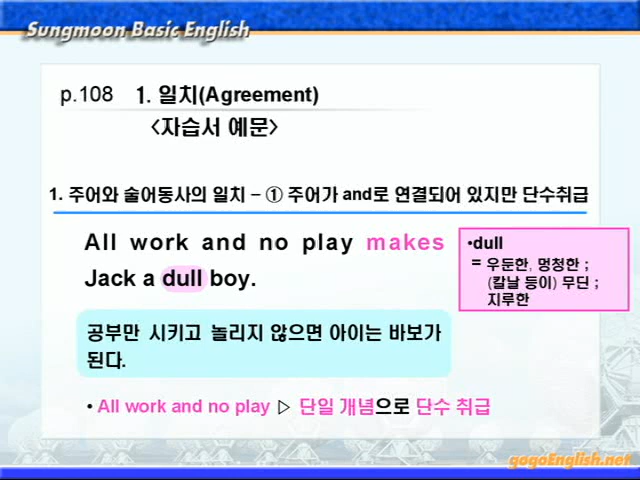 Sungmoon Basic English
p.108 1. 일치(Agreement)
<자습서 예문>
1. 주어와 술어동사의 일치 – ① 주어가 and로 연결되어 있지만 단수취급
All work and no play makes
Jack a dull boy.
•dull
= 우둔한, 멍청한 ;
(칼날 등이) 무딘 ;
지루한
공부만 시키고 놀리지 않으면 아이는 바보가
된다.
• All work and no play ▷ 단일 개념으로 단수 취급
gogoEnglish.net